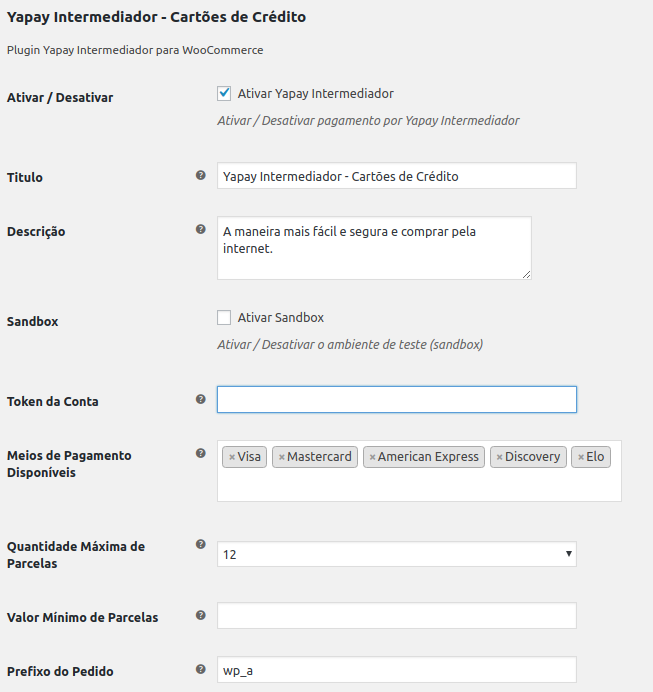 Yapay Intermediador - Cartões de Crédito
Plugin Yapay Intermediador para WooCommerce
Ativar / Desativar
Ativar Yapay Intermediador
Ativar / Desativar pagamento por Yapay Intermediador
Titulo
Yapay Intermediador - Cartões de Crédito
Descrição
A maneira mais fácil e segura e comprar pela
internet.
Sandbox
Ativar Sandbox
Ativar / Desativar o ambiente de teste (sandbox)
Token da Conta
Meios de Pagamento
Disponíveis
× Visa × Mastercard × American Express × Discovery × Elo
Quantidade Máxima de
Parcelas
12
Valor Mínimo de Parcelas
Prefixo do Pedido
wp_a